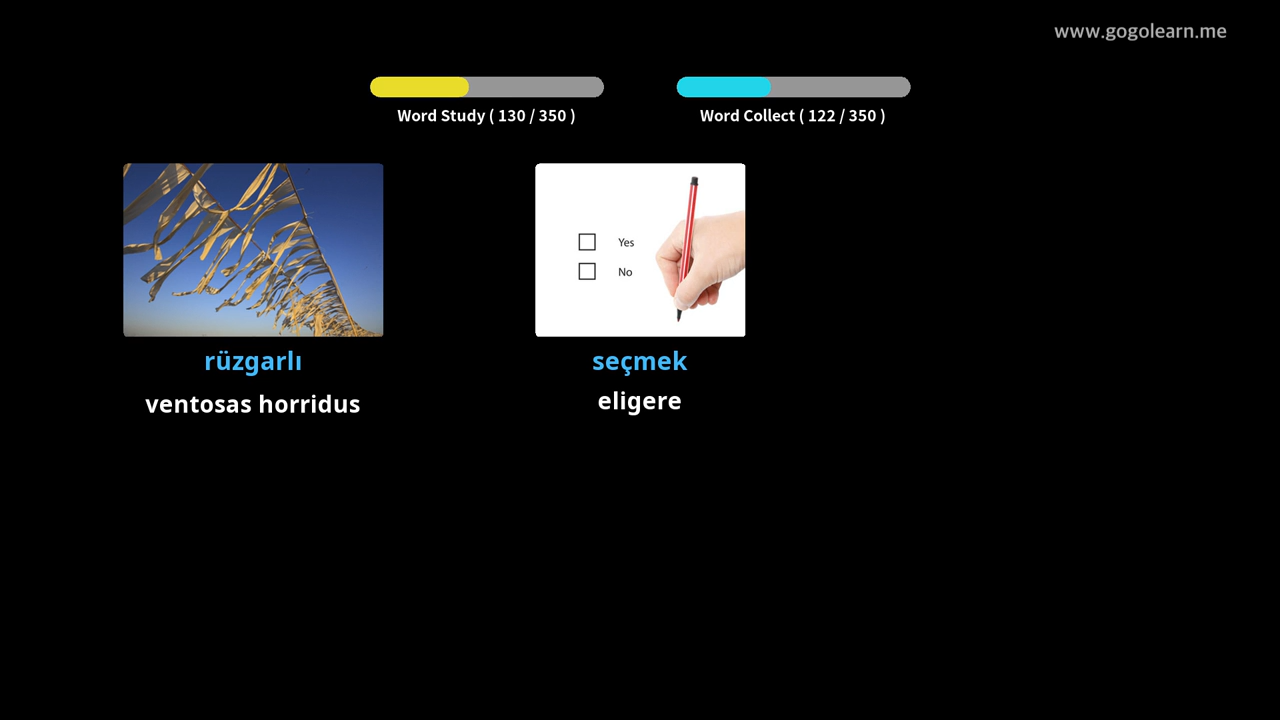 www.gogolearn.me
Word Study ( 130 / 350 )
Word Collect ( 122 / 350 )
Yes
No
rüzgarlı
ventosas horridus
seçmek
eligere